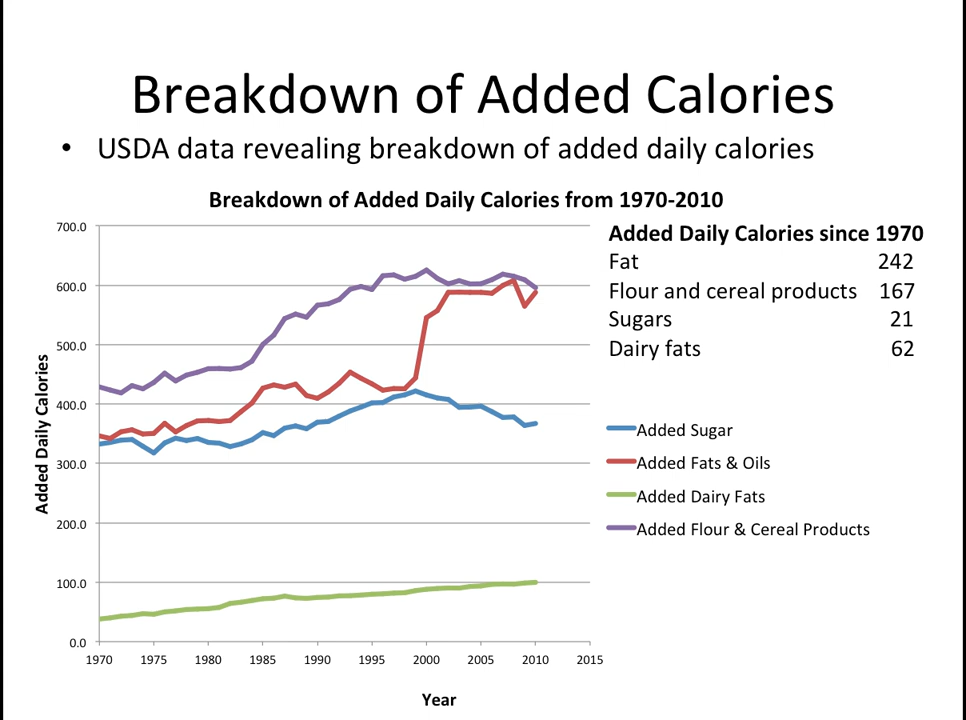 Breakdown of Added Calories
• USDA data revealing breakdown of added daily calories
Breakdown of Added Daily Calories from 1970-2010
Added Daily Calories since 1970
Fat 242
Flour and cereal products 167
Sugars 21
Dairy fats 62
700.0
600.0
500.0
400.0
300.0
200.0
100.0
0.0
Added Daily Calories
1970 1975 1980 1985 1990 1995 2000 2005 2010 2015
Year
Added Sugar
Added Fats & Oils
Added Dairy Fats
Added Flour & Cereal Products